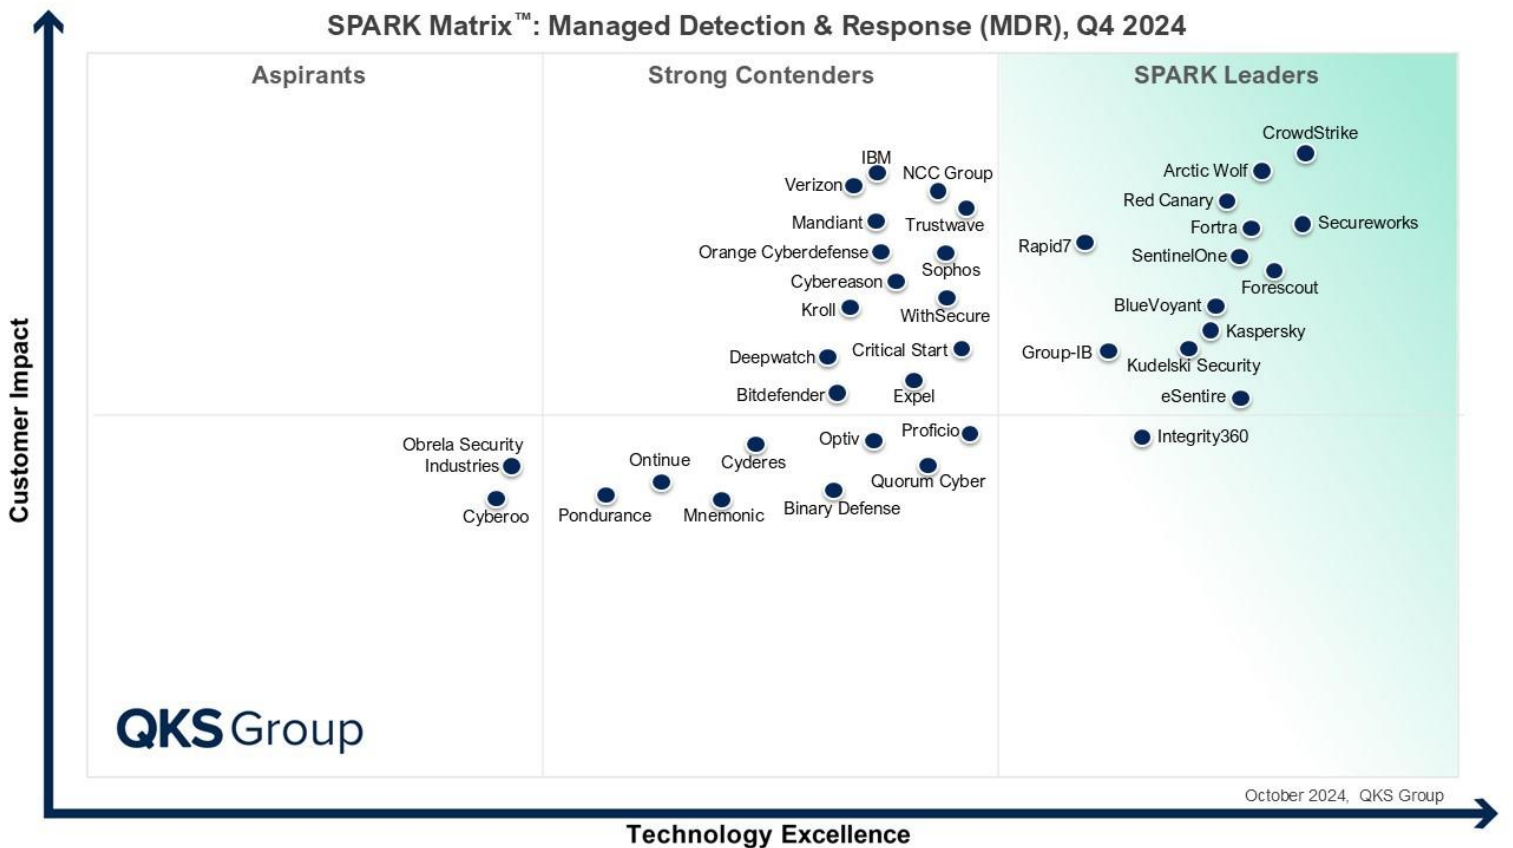 SPARK Matrix™: Managed Detection & Response (MDR), Q4 2024
Aspirants
Strong Contenders
SPARK Leaders
CrowdStrike
IBM
Arctic Wolf
NCC Group
Verizon
Red Canary
Mandiant
Trustwave
Fortra
Secureworks
Rapid7
Orange Cyberdefense
SentinelOne
Sophos
Cybereason
Forescout
Kroll
WithSecure
BlueVoyant
Kaspersky
Deepwatch
Critical Start
Group-IB
Kudelski Security
Bitdefender
Expel
eSentire
Obrela Security
Industries
Optiv
Proficio
Integrity360
Ontinue
Cyderes
Quorum Cyber
Cyberoo
Pondurance
Mnemonic
Binary Defense
Customer Impact
QKS Group
October 2024, QKS Group
Technology Excellence